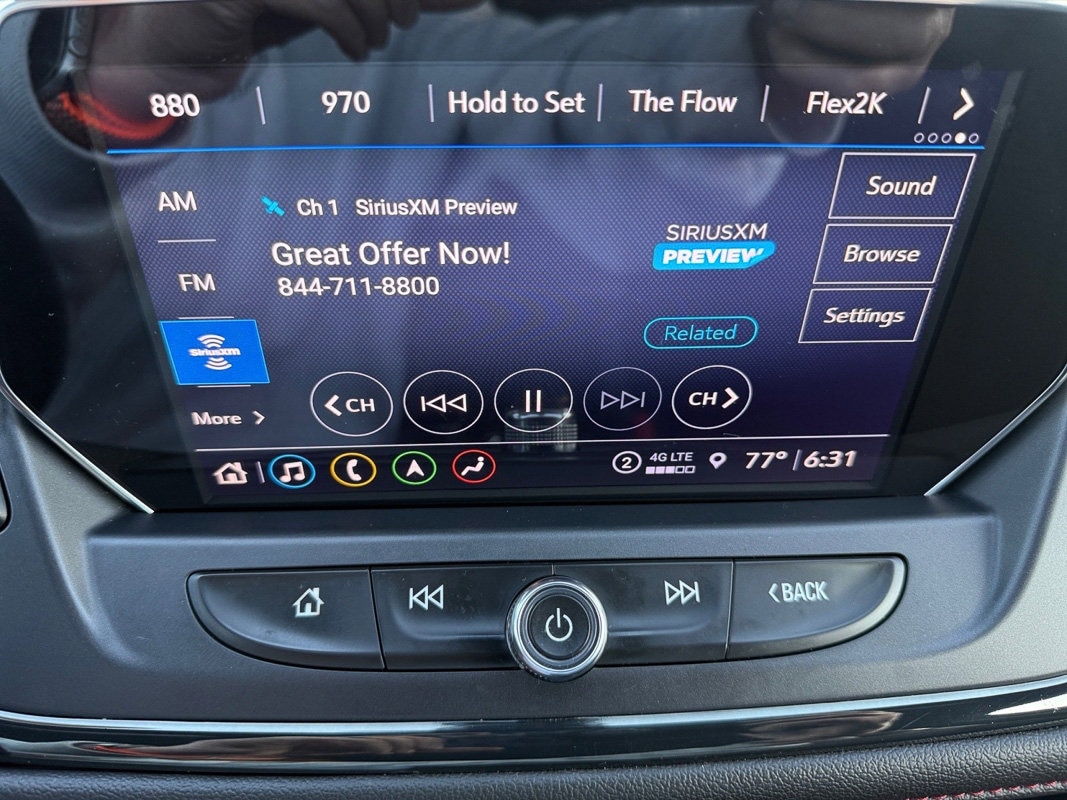 880
970
Hold to Set
The Flow
Flex2K
AM
FM
SiriusXM
More
Ch 1 SiriusXM Preview
Great Offer Now!
844-711-8800
SIRIUSXM
PREVIEW
Related
Sound
Browse
Settings
CH
CH
2
4G LTE
77° 6:31
BACK